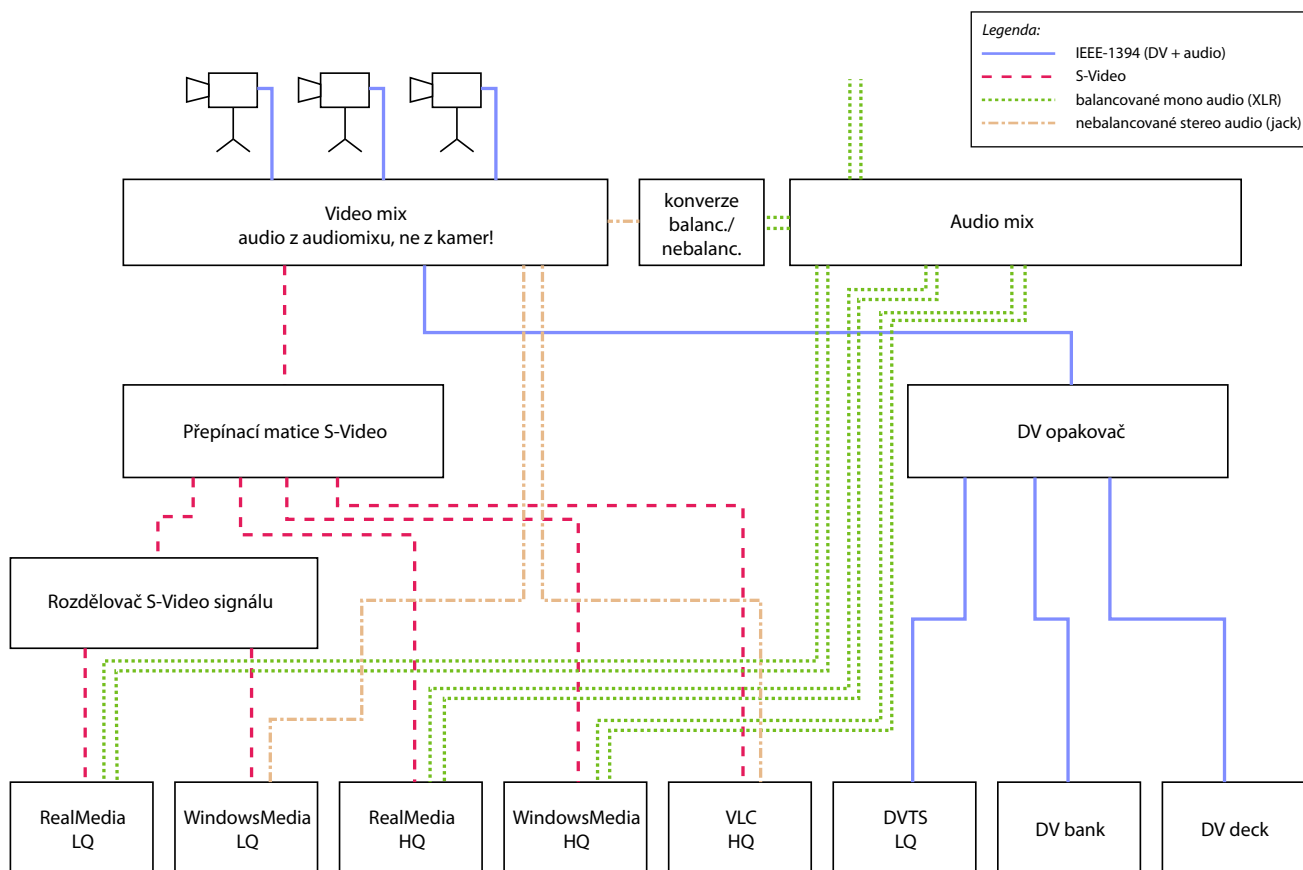 Legenda:
IEEE-1394 (DV + audio)
S-Video
balancované mono audio (XLR)
nebalancované stereo audio (jack)
Video mix
audio z audiomixu, ne z kamer!
konverze
balanc./
nebalanc.
Audio mix
Přepínací matice S-Video
DV opakovač
Rozdělovač S-Video signálu
RealMedia
LQ
WindowsMedia
LQ
RealMedia
HQ
WindowsMedia
HQ
VLC
HQ
DVTS
LQ
DV bank
DV deck